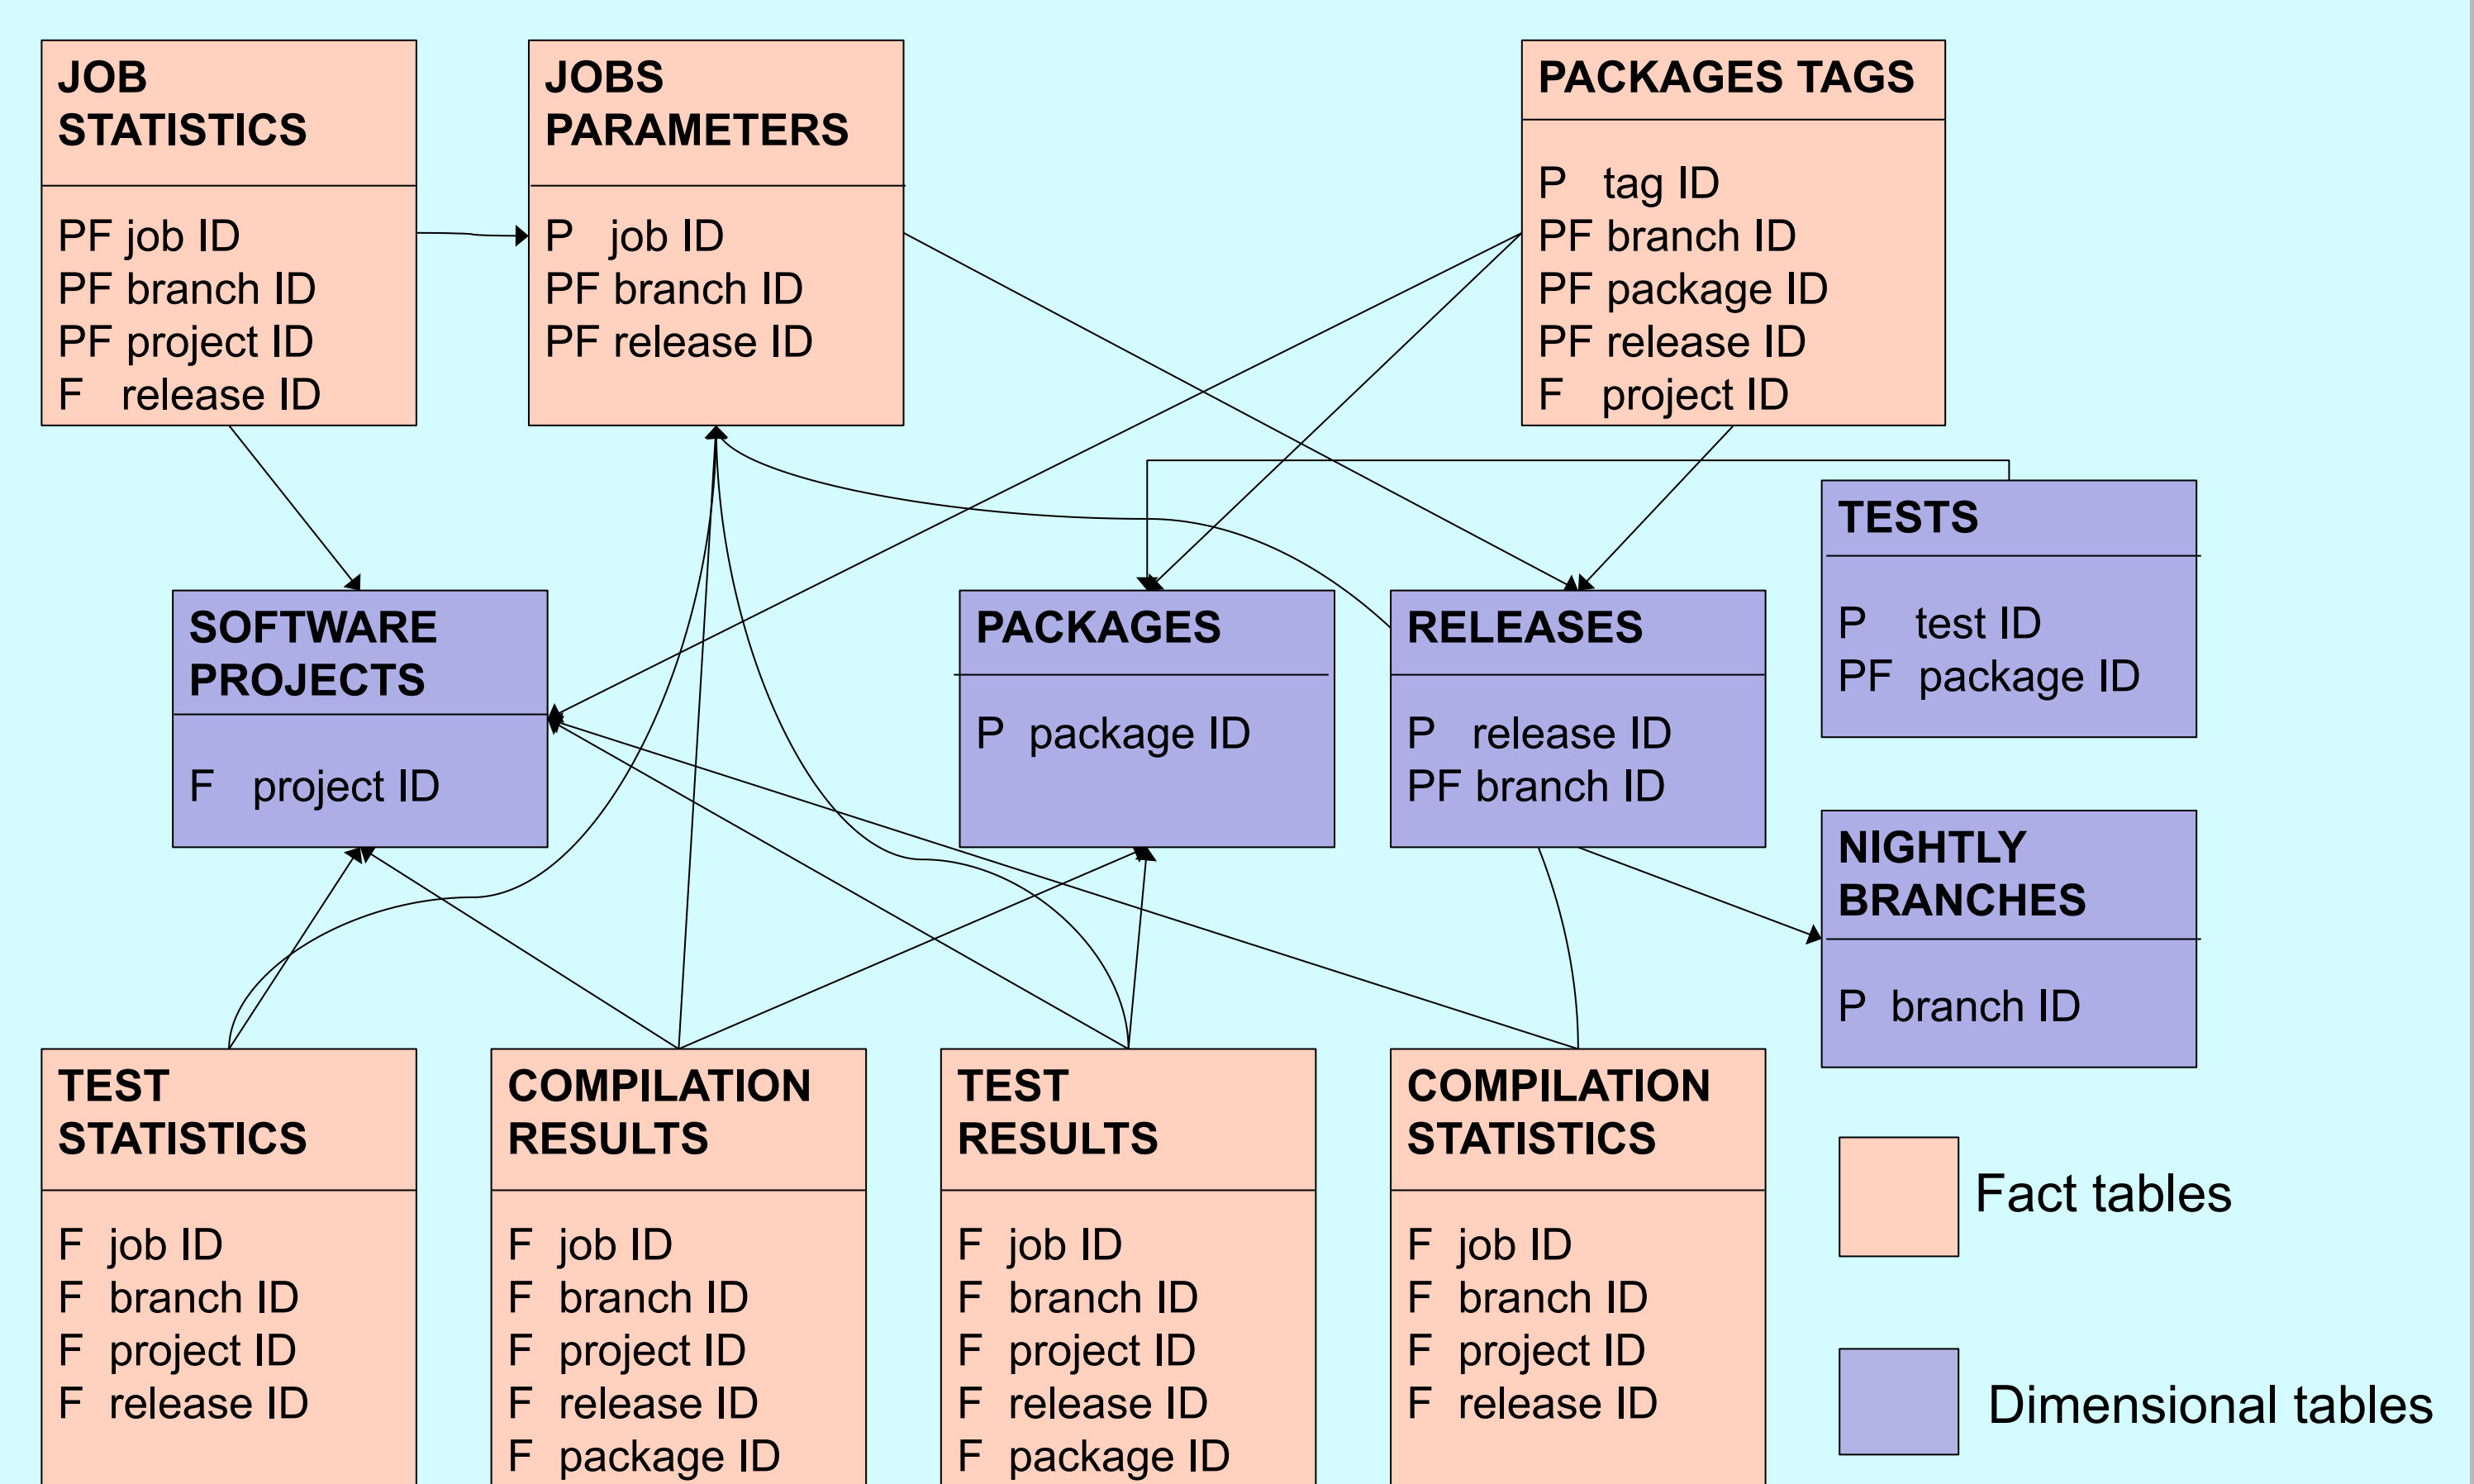 JOB
STATISTICS
PF job ID
PF branch ID
PF project ID
F release ID
JOBS
PARAMETERS
P job ID
PF branch ID
PF release ID
PACKAGES TAGS
P tag ID
PF branch ID
PF package ID
PF release ID
F project ID
TESTS
P test ID
PF package ID
SOFTWARE
PROJECTS
F project ID
PACKAGES
P package ID
RELEASES
P release ID
PF branch ID
NIGHTLY
BRANCHES
P branch ID
TEST
STATISTICS
F job ID
F branch ID
F project ID
F release ID
COMPILATION
RESULTS
F job ID
F branch ID
F project ID
F release ID
F package ID
TEST
RESULTS
F job ID
F branch ID
F project ID
F release ID
F package ID
COMPILATION
STATISTICS
F job ID
F branch ID
F project ID
F release ID
Fact tables
Dimensional tables